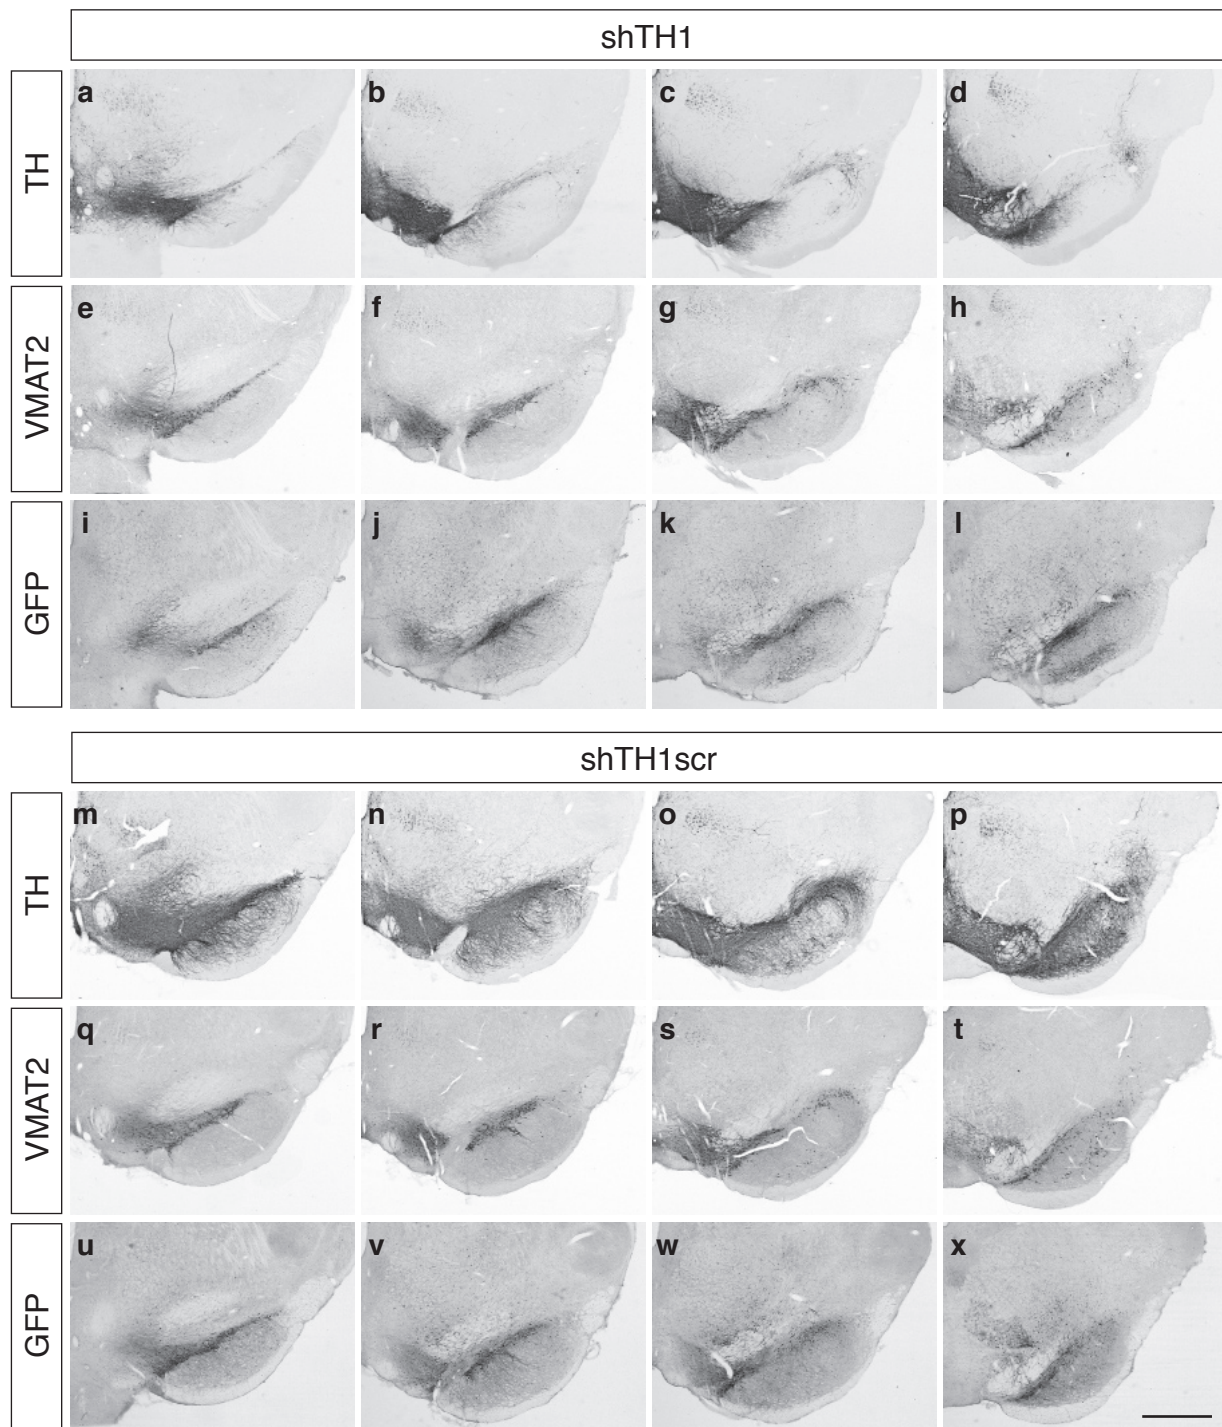 shTH1
TH
a b c d
VMAT2
e f g h
GFP
i j k l
shTH1scr
TH
m n o p
VMAT2
q r s t
GFP
u v w x